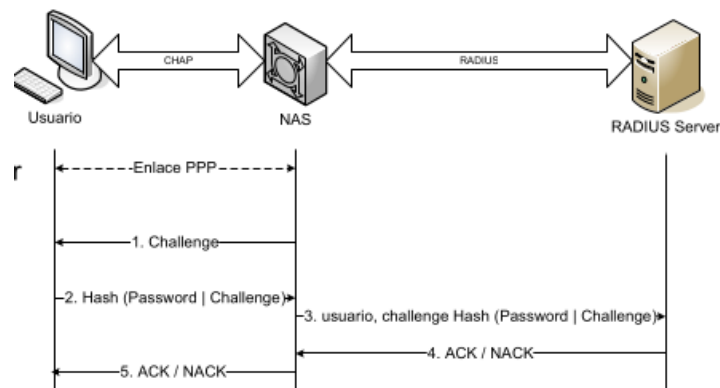 CHAP
RADIUS
Usuario
NAS
RADIUS Server
r
Enlace PPP
1. Challenge
2. Hash (Password | Challenge)
3. usuario, challenge Hash (Password | Challenge)
4. ACK / NACK
5. ACK / NACK